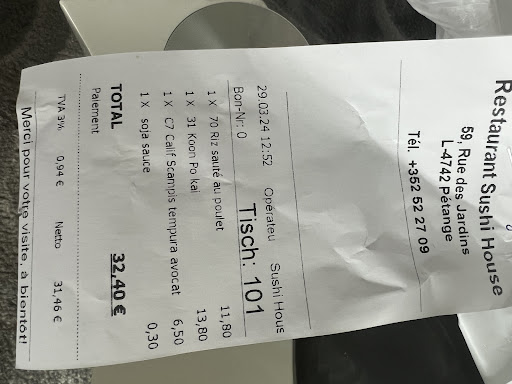 Restaurant Sushi House
59, Rue des Jardins
L-4742 Pétange
Tél. +352 52 27 09
29.03.24 12:52 Opérateu Sushi Hous
Bon-Nr: 0 Tisch: 101
1 X 70 Riz sauté au poulet 11,80
1 X 31 Koon Po kai 13,80
1 X C7 Calif Scampis tempura avocat 6,50
1 X soja sauce 0,30
TOTAL 32,40 €
Paiement
TVA 3% 0,94 € Netto 31,46 €
Merci pour votre visite, à bientôt!